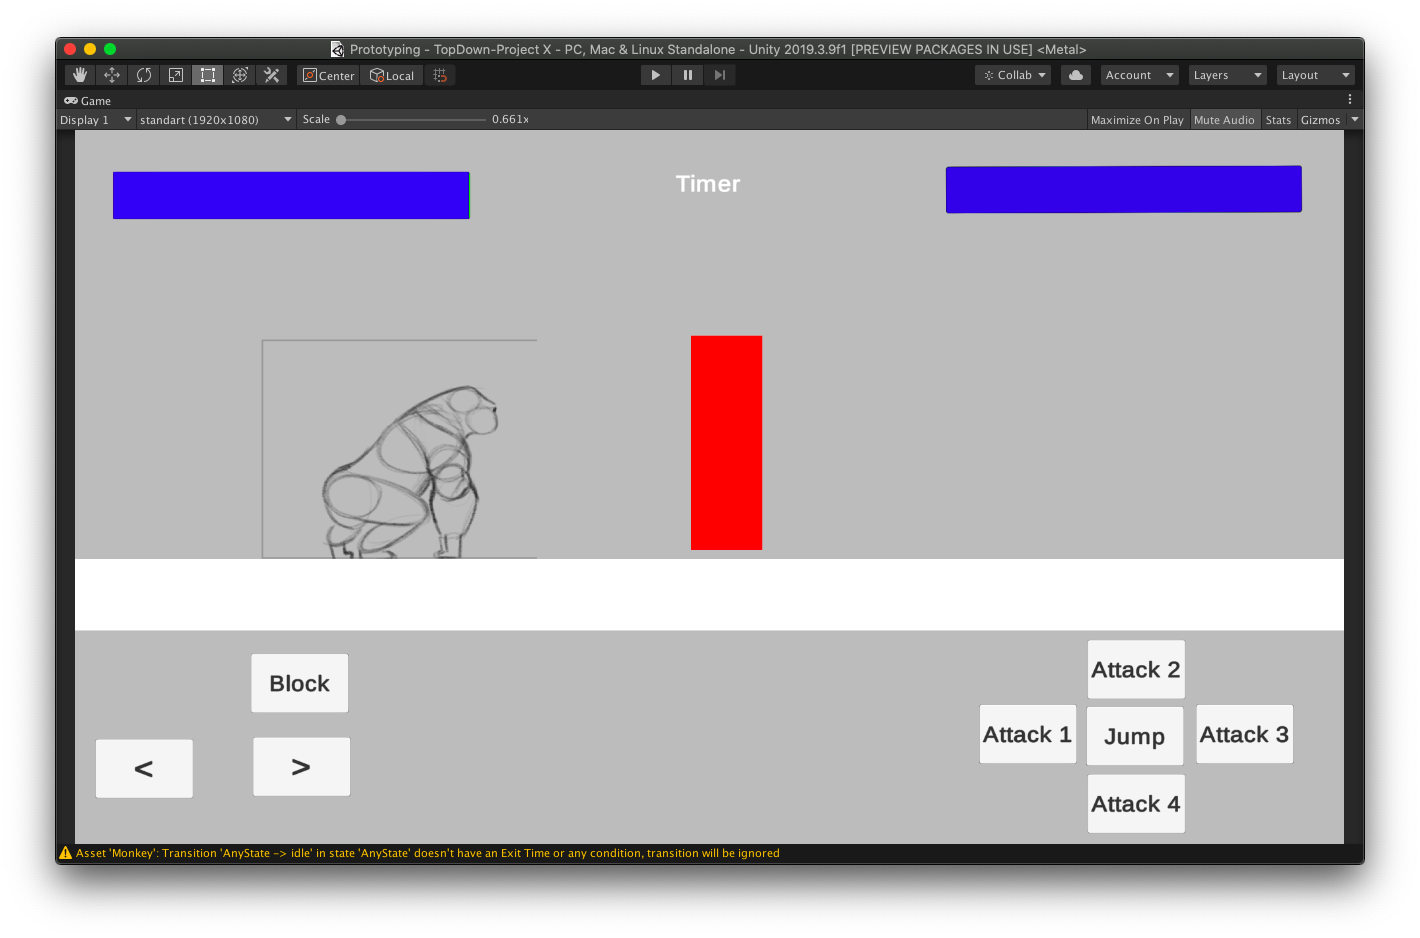 Prototyping - TopDown-Project X - PC, Mac & Linux Standalone - Unity 2019.3.9f1 [PREVIEW PACKAGES IN USE] <Metal>
Center Local Collab Account Layers Layout
Game
Display 1 standart (1920x1080) Scale 0.661x Maximize On Play Mute Audio Stats Gizmos
Timer
Block
Attack 2
Attack 1 Jump Attack 3
< >
Attack 4
Asset 'Monkey': Transition 'AnyState -> idle' in state 'AnyState' doesn't have an Exit Time or any condition, transition will be ignored